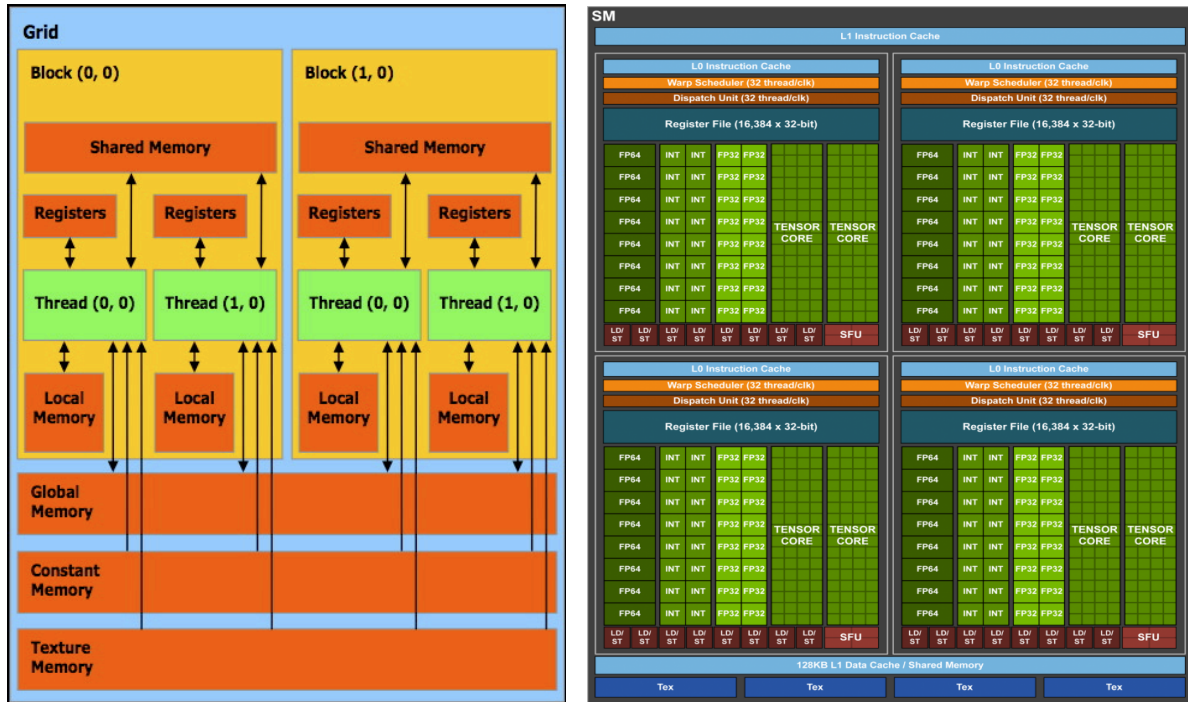 Grid
Block (0, 0)
Block (1, 0)
Shared Memory
Shared Memory
Registers
Registers
Registers
Registers
Thread (0, 0)
Thread (1, 0)
Thread (0, 0)
Thread (1, 0)
Local
Memory
Local
Memory
Local
Memory
Local
Memory
Global
Memory
Constant
Memory
Texture
Memory
SM
L1 Instruction Cache
L0 Instruction Cache
Warp Scheduler (32 thread/clk)
Dispatch Unit (32 thread/clk)
Register File (16,384 x 32-bit)
FP64 INT INT FP32 FP32
FP64 INT INT FP32 FP32
FP64 INT INT FP32 FP32
FP64 INT INT FP32 FP32
FP64 INT INT FP32 FP32
FP64 INT INT FP32 FP32
FP64 INT INT FP32 FP32
FP64 INT INT FP32 FP32
TENSOR
CORE
TENSOR
CORE
LD/ LD/ LD/ LD/ LD/ LD/ LD/ LD/
ST ST ST ST ST ST ST ST
SFU
L0 Instruction Cache
Warp Scheduler (32 thread/clk)
Dispatch Unit (32 thread/clk)
Register File (16,384 x 32-bit)
FP64 INT INT FP32 FP32
FP64 INT INT FP32 FP32
FP64 INT INT FP32 FP32
FP64 INT INT FP32 FP32
FP64 INT INT FP32 FP32
FP64 INT INT FP32 FP32
FP64 INT INT FP32 FP32
FP64 INT INT FP32 FP32
TENSOR
CORE
TENSOR
CORE
LD/ LD/ LD/ LD/ LD/ LD/ LD/ LD/
ST ST ST ST ST ST ST ST
SFU
L0 Instruction Cache
Warp Scheduler (32 thread/clk)
Dispatch Unit (32 thread/clk)
Register File (16,384 x 32-bit)
FP64 INT INT FP32 FP32
FP64 INT INT FP32 FP32
FP64 INT INT FP32 FP32
FP64 INT INT FP32 FP32
FP64 INT INT FP32 FP32
FP64 INT INT FP32 FP32
FP64 INT INT FP32 FP32
FP64 INT INT FP32 FP32
TENSOR
CORE
TENSOR
CORE
LD/ LD/ LD/ LD/ LD/ LD/ LD/ LD/
ST ST ST ST ST ST ST ST
SFU
L0 Instruction Cache
Warp Scheduler (32 thread/clk)
Dispatch Unit (32 thread/clk)
Register File (16,384 x 32-bit)
FP64 INT INT FP32 FP32
FP64 INT INT FP32 FP32
FP64 INT INT FP32 FP32
FP64 INT INT FP32 FP32
FP64 INT INT FP32 FP32
FP64 INT INT FP32 FP32
FP64 INT INT FP32 FP32
FP64 INT INT FP32 FP32
TENSOR
CORE
TENSOR
CORE
LD/ LD/ LD/ LD/ LD/ LD/ LD/ LD/
ST ST ST ST ST ST ST ST
SFU
128KB L1 Data Cache / Shared Memory
Tex
Tex
Tex
Tex